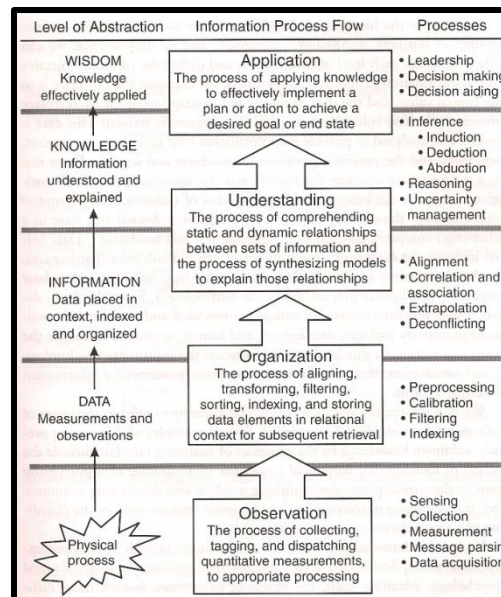 Level of Abstraction
Information Process Flow
Processes
WISDOM
Knowledge
effectively applied
KNOWLEDGE
Information
understood and
explained
INFORMATION
Data placed in
context, indexed
and organized
DATA
Measurements and
observations
Physical
process
Application
The process of applying knowledge
to effectively implement a
plan or action to achieve a
desired goal or end state
Understanding
The process of comprehending
static and dynamic relationships
between sets of information and
the process of synthesizing models
to explain those relationships
Organization
The process of aligning,
transforming, filtering,
sorting, indexing, and storing
data elements in relational
context for subsequent retrieval
Observation
The process of collecting,
tagging, and dispatching
quantitative measurements,
to appropriate processing
• Leadership
• Decision making
• Decision aiding
• Inference
• Induction
• Deduction
• Abduction
• Reasoning
• Uncertainty
management
• Alignment
• Correlation and
association
• Extrapolation
• Deconflicting
• Preprocessing
• Calibration
• Filtering
• Indexing
• Sensing
• Collection
• Measurement
• Message parsin
• Data acquisition